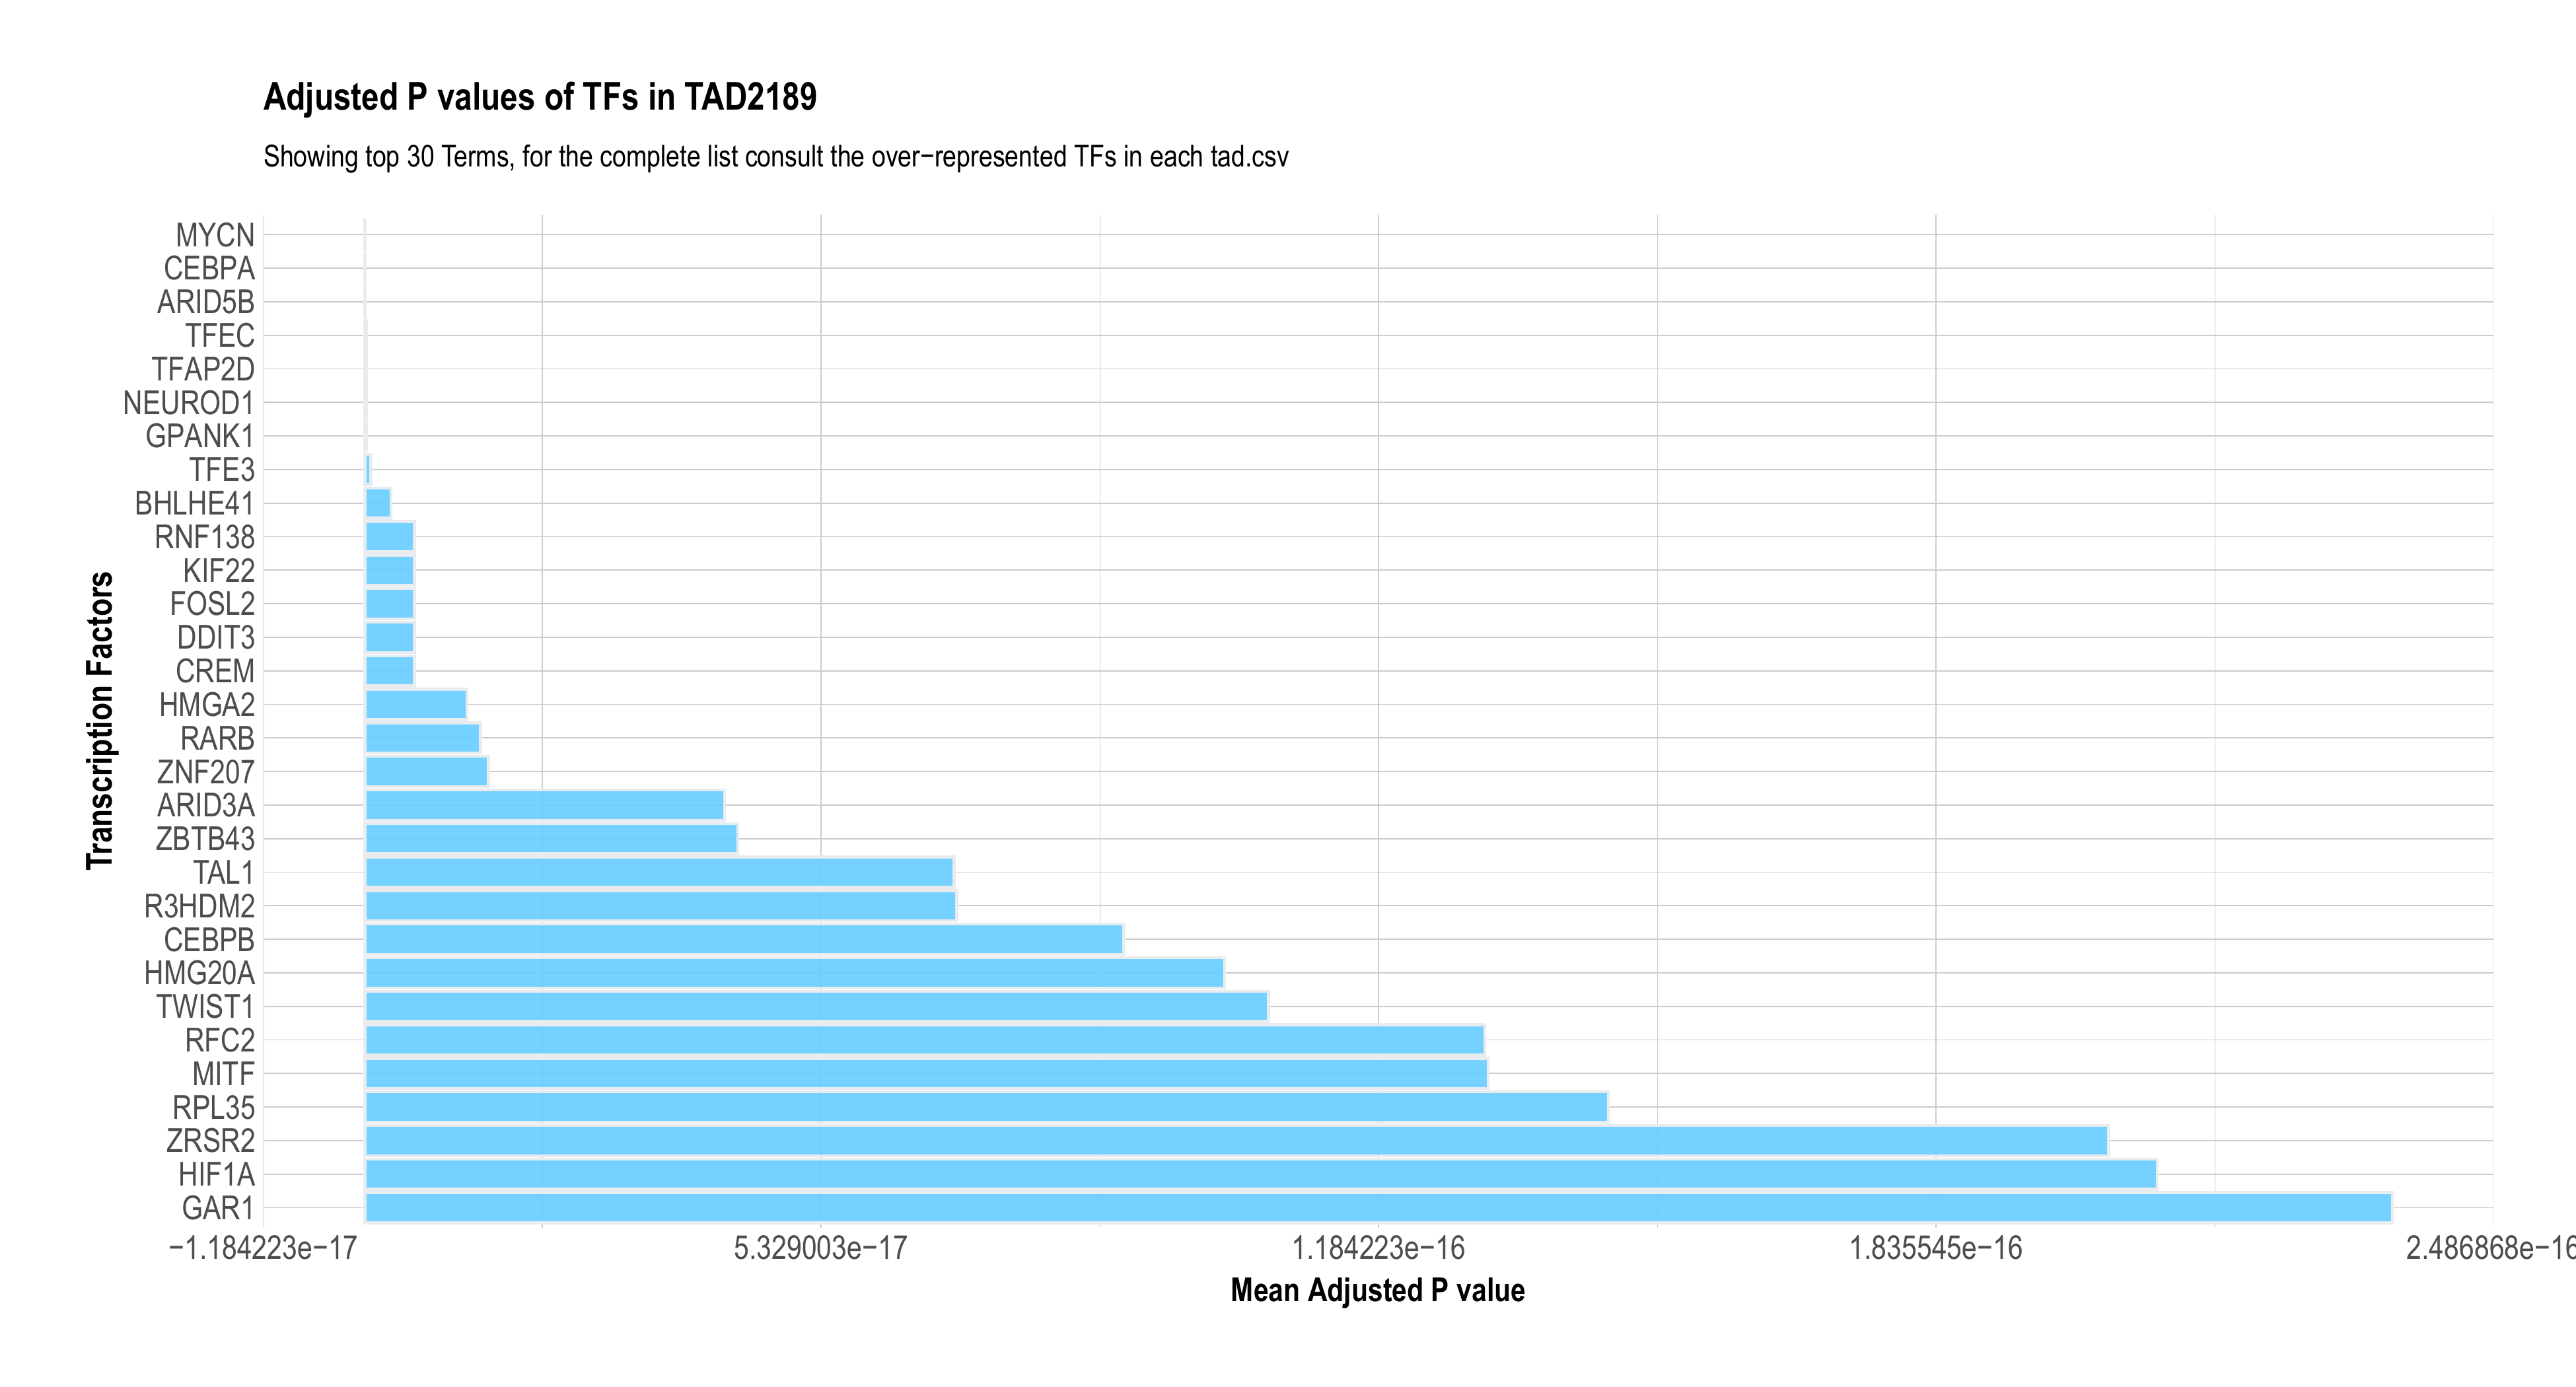 Adjusted P values of TFs in TAD2189
Showing top 30 Terms, for the complete list consult the over−represented TFs in each tad.csv
Transcription Factors
MYCN
CEBPA
ARID5B
TFEC
TFAP2D
NEUROD1
GPANK1
TFE3
BHLHE41
RNF138
KIF22
FOSL2
DDIT3
CREM
HMGA2
RARB
ZNF207
ARID3A
ZBTB43
TAL1
R3HDM2
CEBPB
HMG20A
TWIST1
RFC2
MITF
RPL35
ZRSR2
HIF1A
GAR1
−1.184223e−17 5.329003e−17 1.184223e−16 1.835545e−16 2.486868e−16
Mean Adjusted P value